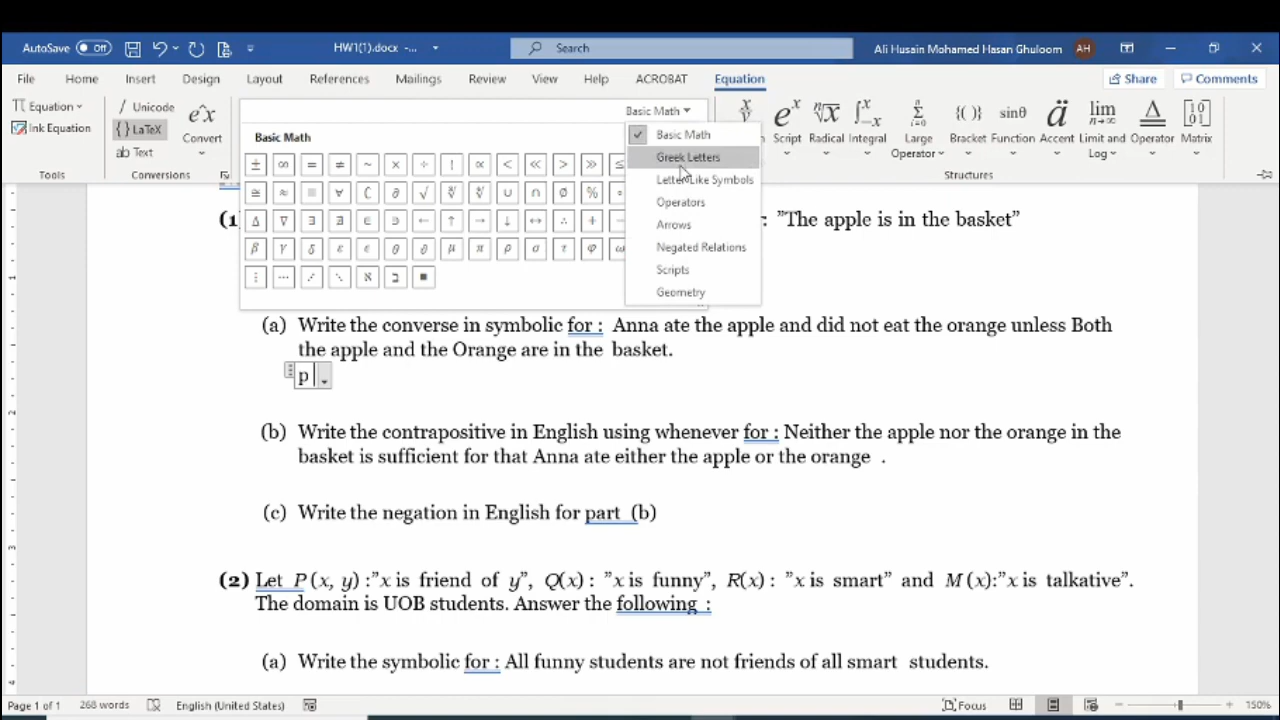 AutoSave Off HW1(1).docx -... Search Ali Husain Mohamed Hasan Ghuloom AH
File Home Insert Design Layout References Mailings Review View Help ACROBAT Equation Share Comments
Equation Unicode
Ink Equation {} LaTeX Convert
ab Text
Tools Conversions
Basic Math
Basic Math
± ∞ = ≠ ~ × ÷ ! ∝ < ≪ > ≫ ≤
≅ ≈ ≡ ∀ ∁ ∂ √ ∛ ∜ ∪ ∩ ∅ % °
∆ ∇ ∃ ∄ ∈ ∋ ← ↑ → ↓ ↔ ∴ + −
β γ δ ε ϵ θ ϑ μ π ρ σ τ φ ω
⋮ ⋯ ⋰ ⋱ ℵ ℶ ∎
Basic Math
Greek Letters
Letter-Like Symbols
Operators
Arrows
Negated Relations
Scripts
Geometry
Script Radical Integral Large Operator Bracket Function Accent Limit and Log Operator Matrix
Structures
(1) : ”The apple is in the basket”
(a) Write the converse in symbolic for : Anna ate the apple and did not eat the orange unless Both
the apple and the Orange are in the basket.
p
(b) Write the contrapositive in English using whenever for : Neither the apple nor the orange in the
basket is sufficient for that Anna ate either the apple or the orange .
(c) Write the negation in English for part (b)
(2) Let P (x, y) :”x is friend of y”, Q(x) : ”x is funny”, R(x) : ”x is smart” and M (x):”x is talkative”.
The domain is UOB students. Answer the following :
(a) Write the symbolic for : All funny students are not friends of all smart students.
Page 1 of 1 268 words English (United States) Focus 150%